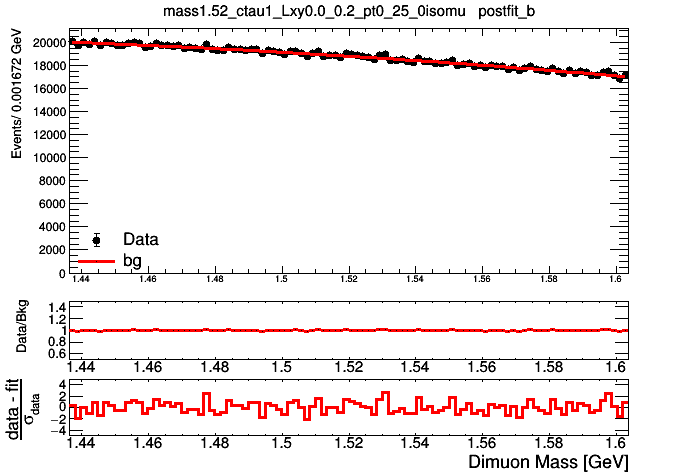 mass1.52_ctau1_Lxy0.0_0.2_pt0_25_0isomu postfit_b
Events/ 0.001672 GeV
20000
18000
16000
14000
12000
10000
8000
6000
4000
2000
0
Data
bg
1.44 1.46 1.48 1.5 1.52 1.54 1.56 1.58 1.6
Data/Bkg
1.4
1.2
1
0.8
0.6
1.44 1.46 1.48 1.5 1.52 1.54 1.56 1.58 1.6
data - fit
σdata
4
2
0
−2
−4
1.44 1.46 1.48 1.5 1.52 1.54 1.56 1.58 1.6
Dimuon Mass [GeV]